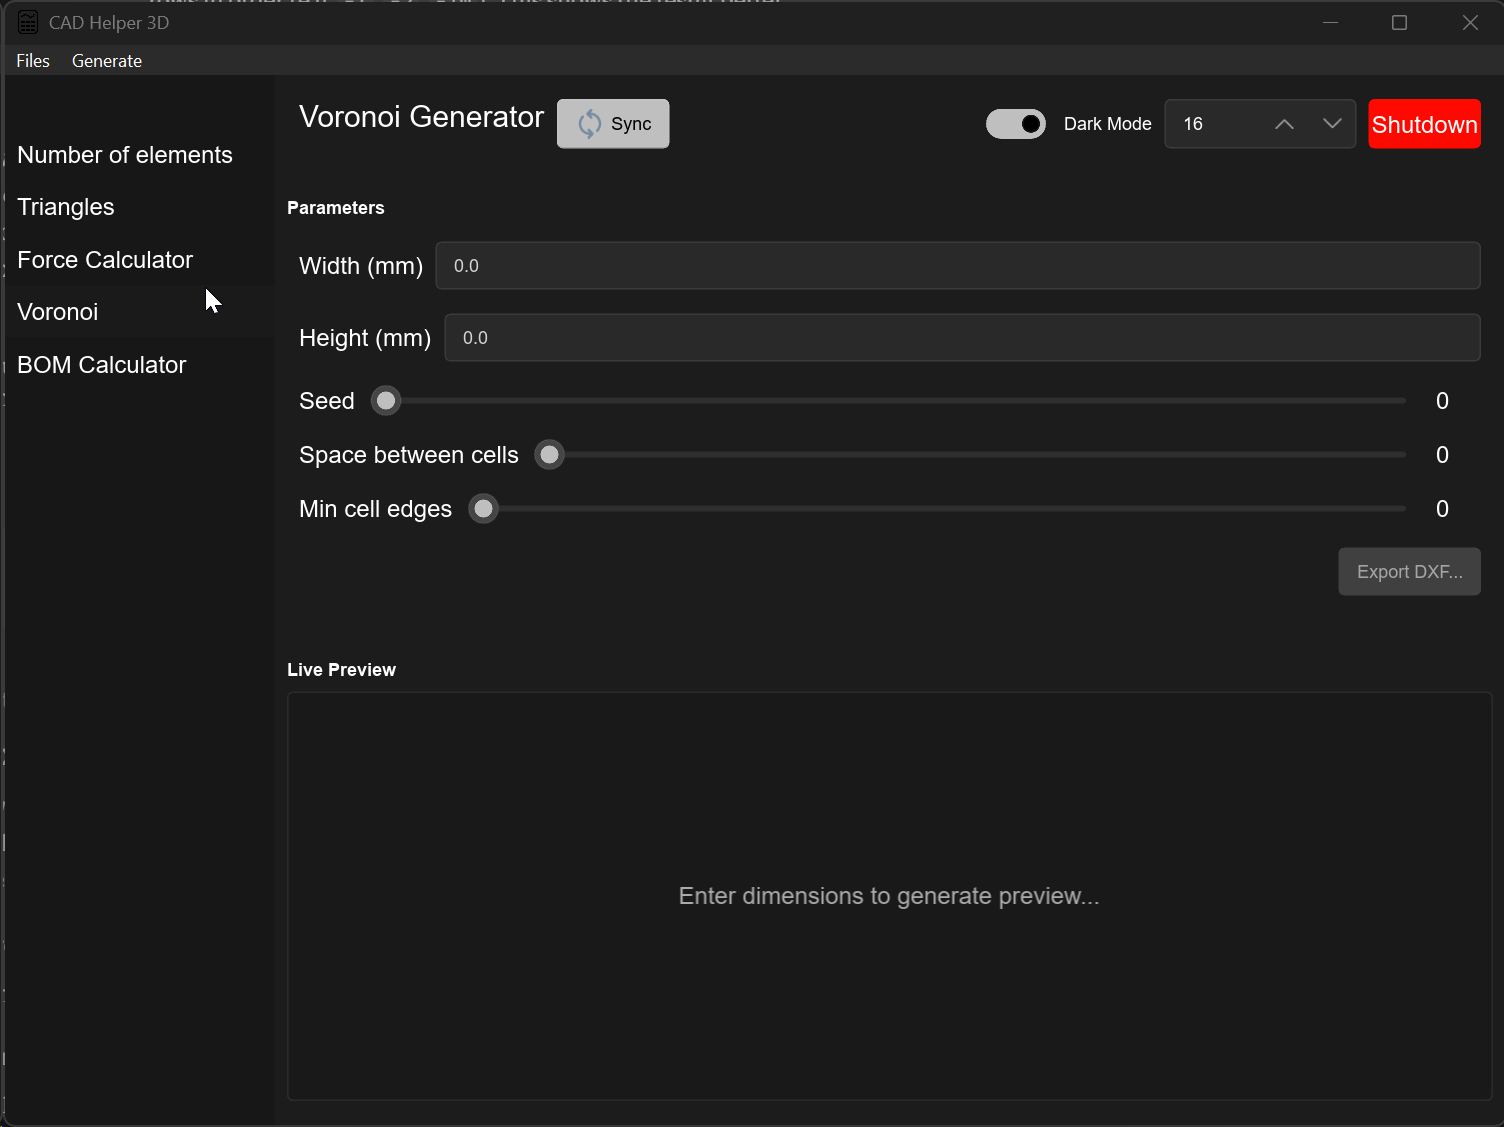 CAD Helper 3D
Files Generate
Number of elements
Triangles
Force Calculator
Voronoi
BOM Calculator
Voronoi Generator Sync Dark Mode 16 Shutdown
Parameters
Width (mm) 0.0
Height (mm) 0.0
Seed 0
Space between cells 0
Min cell edges 0
Export DXF...
Live Preview
Enter dimensions to generate preview...